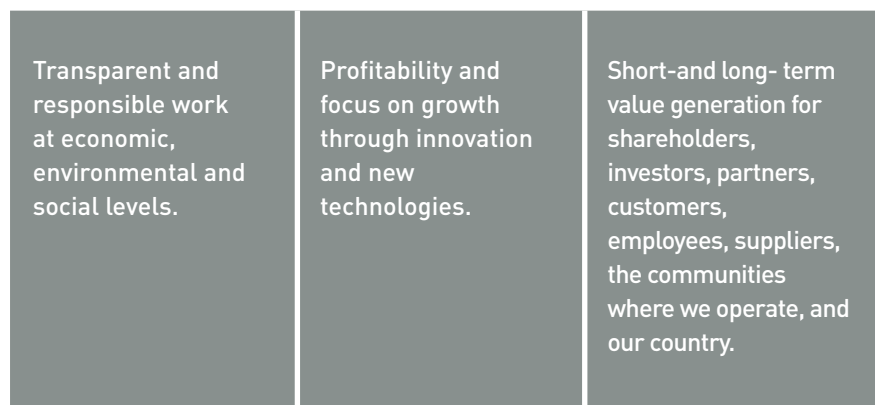 Transparent and
responsible work
at economic,
environmental and
social levels.
Profitability and
focus on growth
through innovation
and new
technologies.
Short-and long- term
value generation for
shareholders,
investors, partners,
customers,
employees, suppliers,
the communities
where we operate, and
our country.